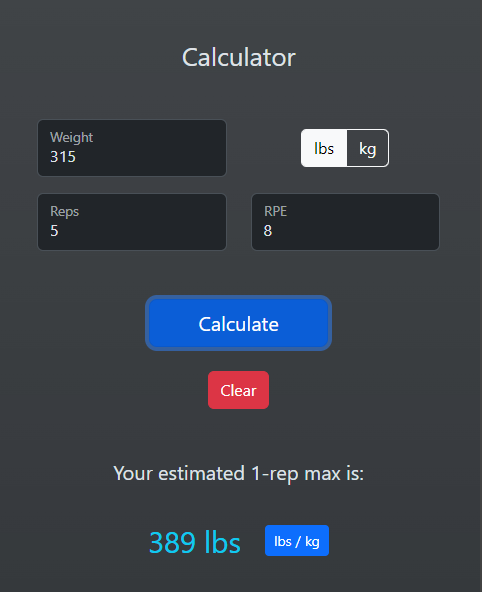 Calculator
Weight
315
lbs kg
Reps
5
RPE
8
Calculate
Clear
Your estimated 1-rep max is:
389 lbs lbs / kg